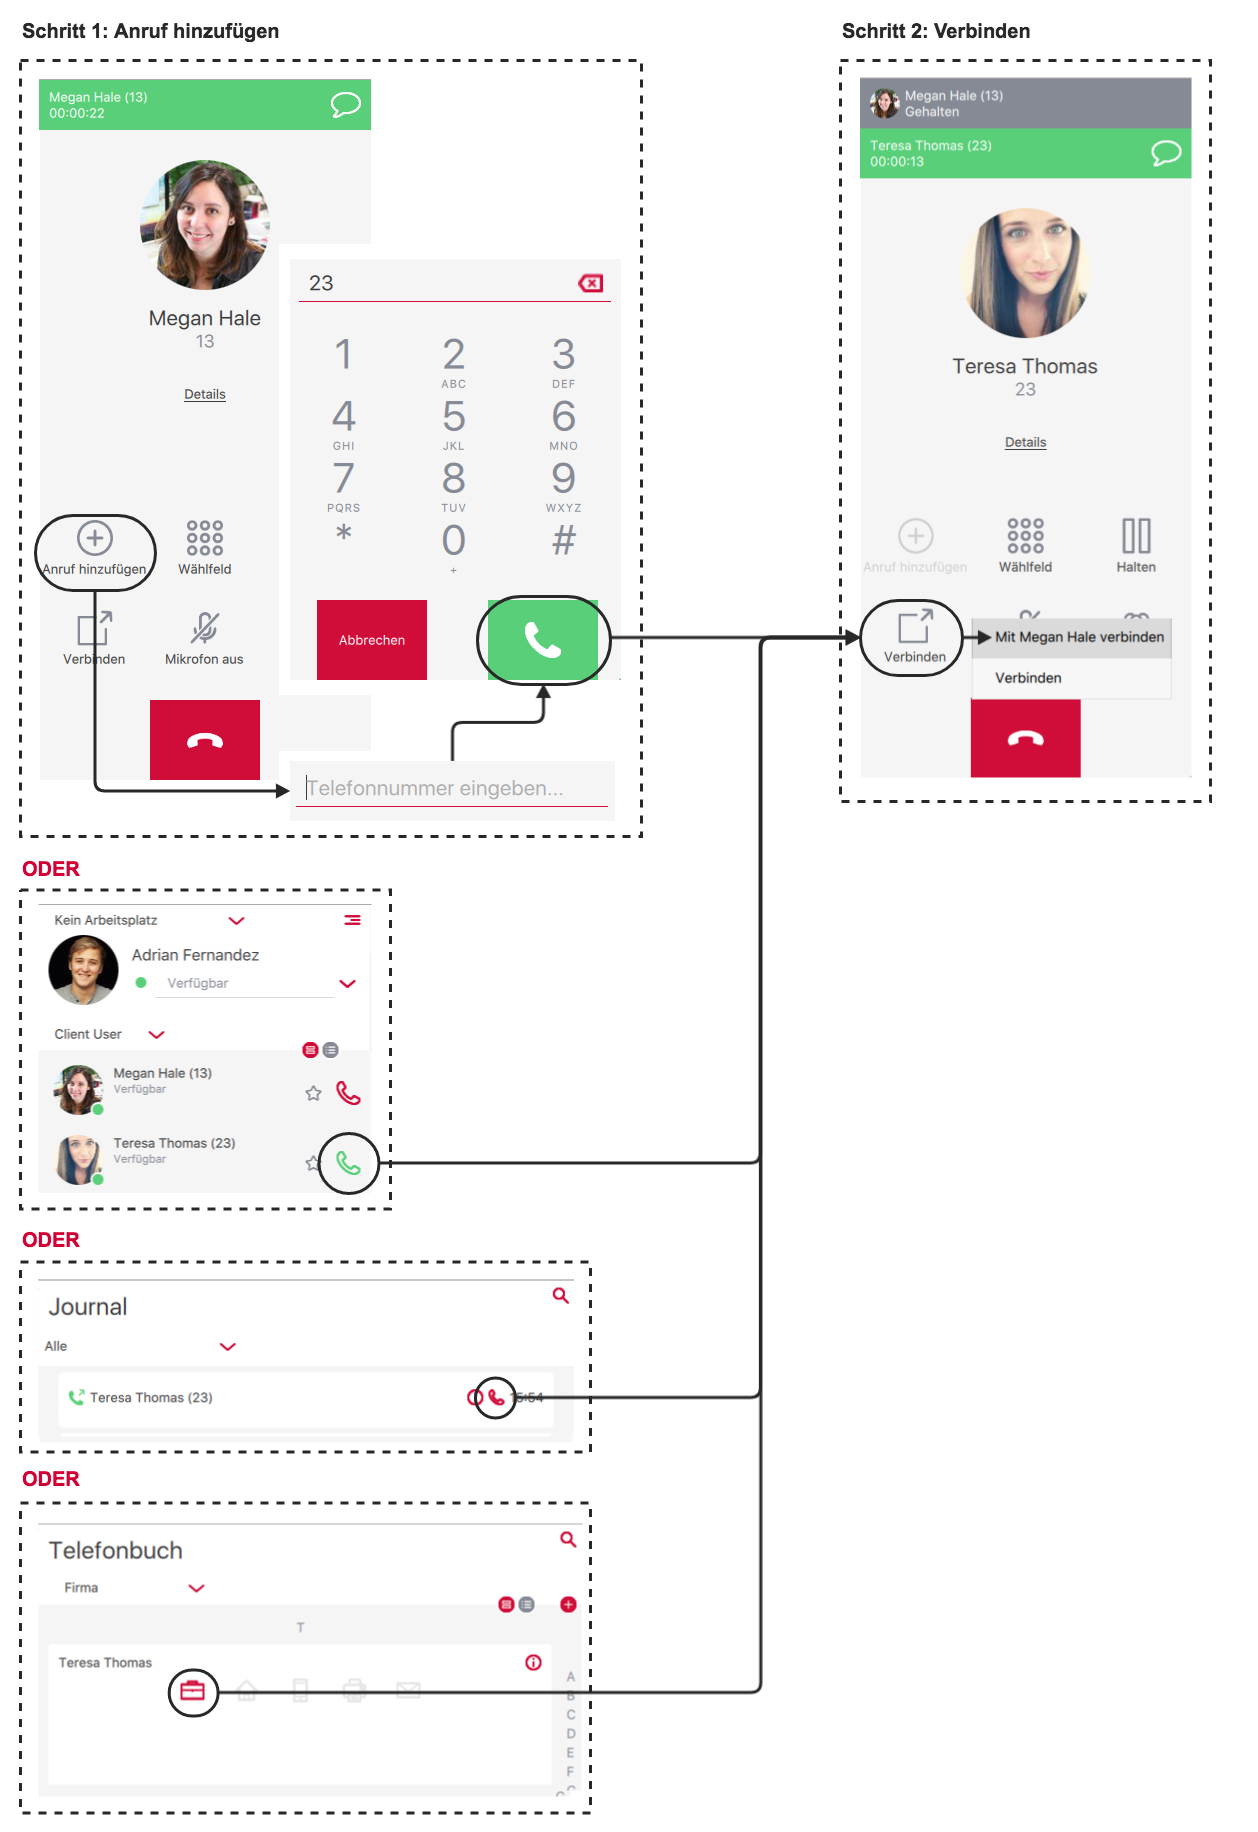 Schritt 1: Anruf hinzufügen
Megan Hale (13)
00:00:22
Megan Hale
13
Details
Anruf hinzufügen
Wählfeld
Verbinden
Mikrofon aus
23
1
2
3
ABC
DEF
4
5
6
GHI
JKL
MNO
7
8
9
PQRS
TUV
WXYZ
*
0
#
+
Abbrechen
Telefonnummer eingeben...
Schritt 2: Verbinden
Megan Hale (13)
Gehalten
Teresa Thomas (23)
00:00:13
Teresa Thomas
23
Details
Anruf hinzufügen
Wählfeld
Halten
Verbinden
Mit Megan Hale verbinden
Verbinden
ODER
Kein Arbeitsplatz
Adrian Fernandez
Verfügbar
Client User
Megan Hale (13)
Verfügbar
Teresa Thomas (23)
Verfügbar
ODER
Journal
Alle
Teresa Thomas (23)
15:54
ODER
Telefonbuch
Firma
T
Teresa Thomas
A
B
C
D
E
F